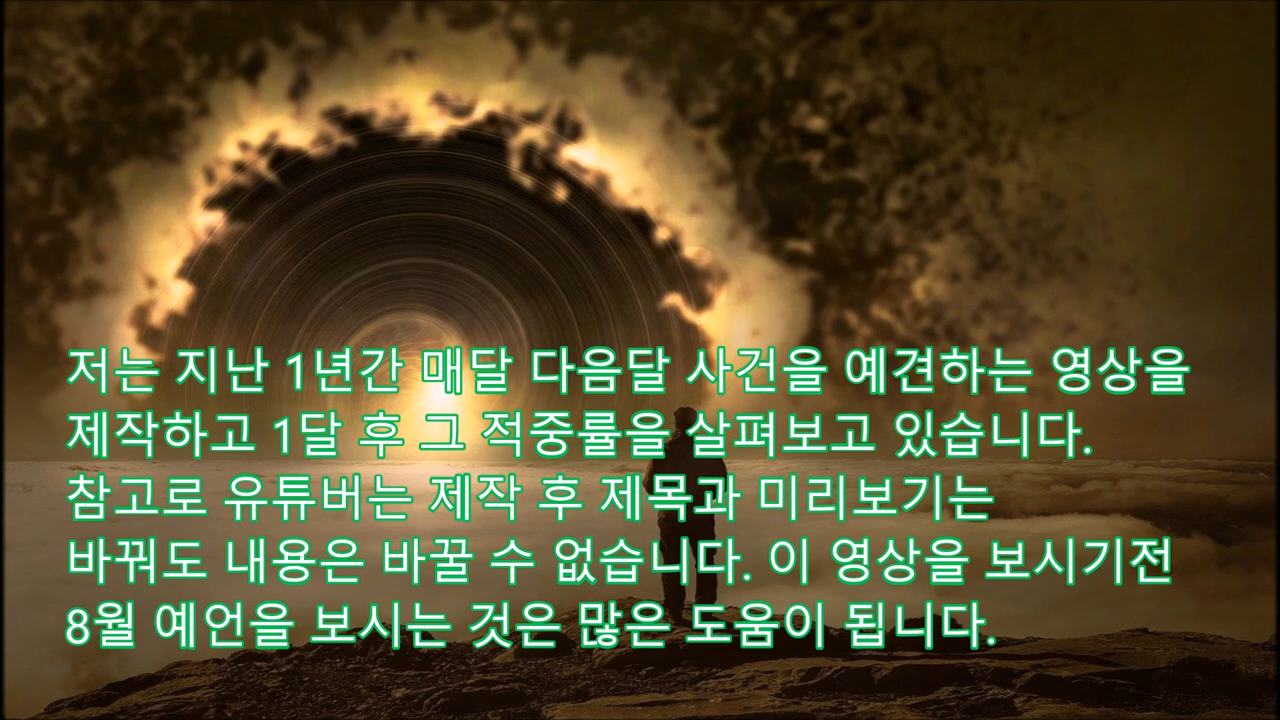 저는 지난 1년간 매달 다음달 사건을 예견하는 영상을
제작하고 1달 후 그 적중률을 살펴보고 있습니다.
참고로 유튜버는 제작 후 제목과 미리보기는
바꿔도 내용은 바꿀 수 없습니다. 이 영상을 보시기전
8월 예언을 보시는 것은 많은 도움이 됩니다.